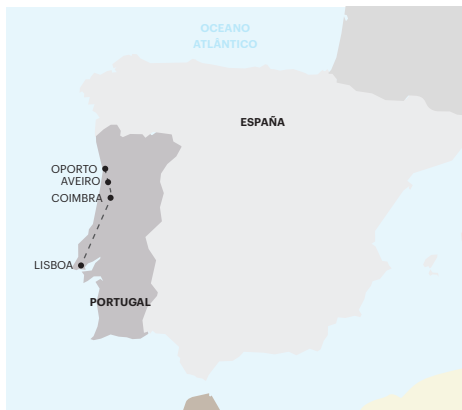 OCEANO
ATLÁNTICO
ESPAÑA
OPORTO
AVEIRO
COIMBRA
LISBOA
PORTUGAL